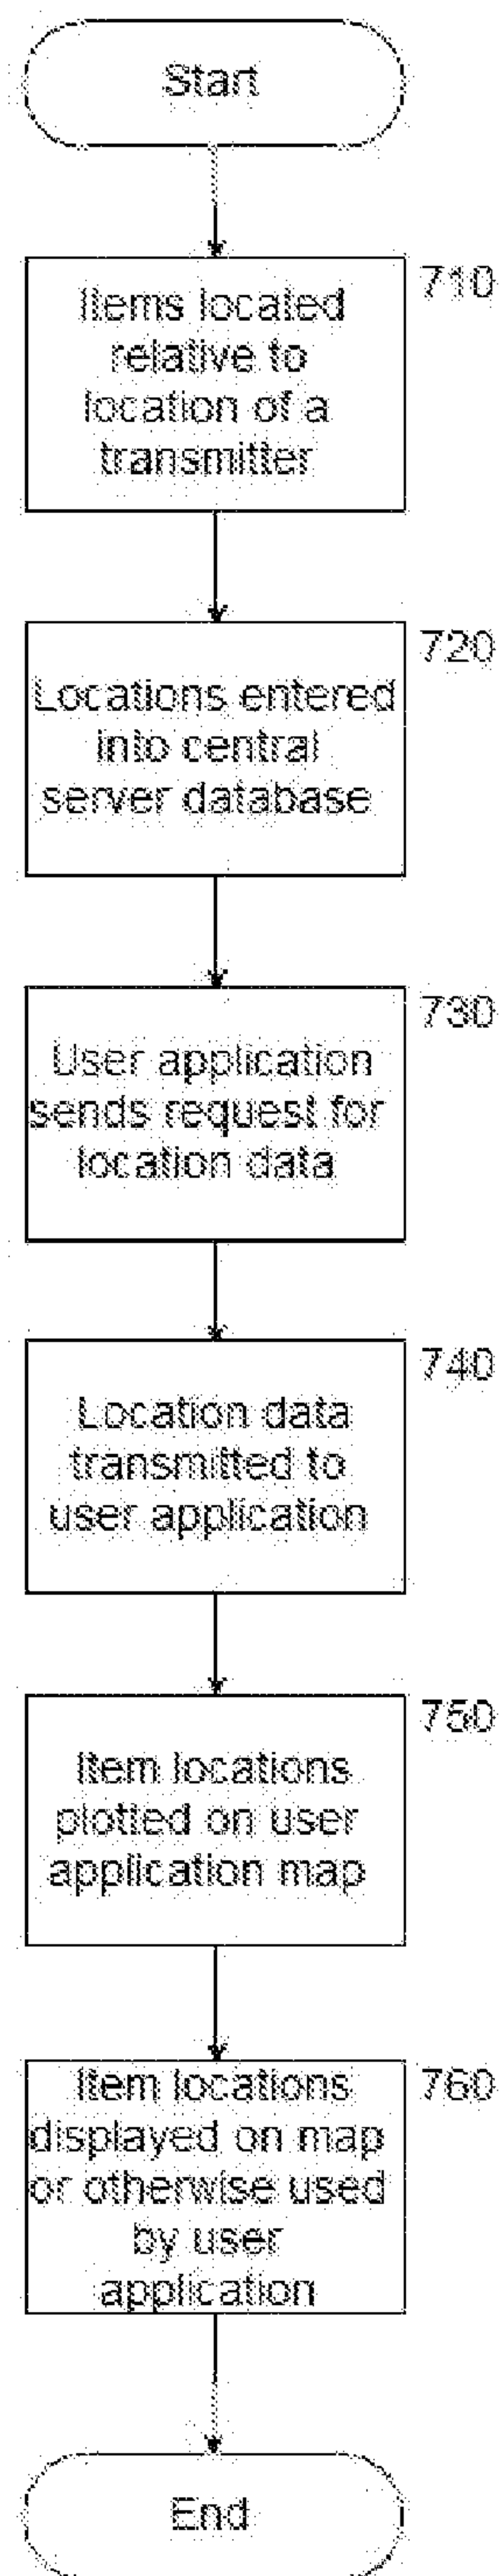 Start
710
Items located
relative to
location of a
transmitter
720
Locations entered
into central
server database
730
User application
sends request for
location data
740
Location data
transmitted to
user application
750
Item locations
plotted on user
application map
760
Item locations
displayed on map
or otherwise used
by user
application
End